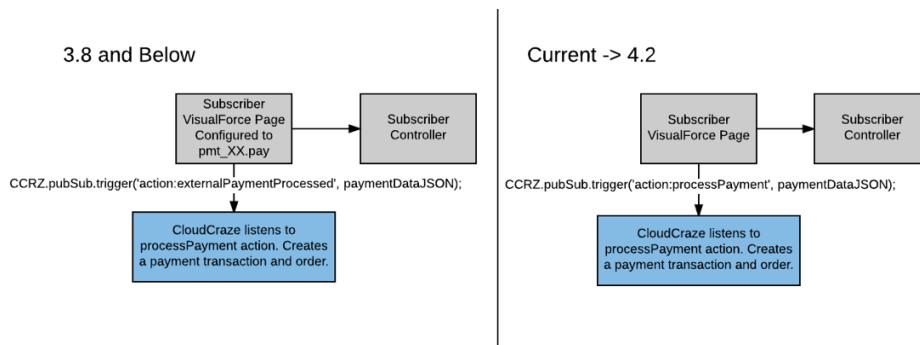 3.8 and Below
Subscriber
VisualForce Page
Configured to
pmt_XX.pay
Subscriber
Controller
CCRZ.pubSub.trigger('action:externalPaymentProcessed', paymentDataJSON);
CloudCraze listens to
processPayment action. Creates
a payment transaction and order.
Current -> 4.2
Subscriber
VisualForce Page
Subscriber
Controller
CCRZ.pubSub.trigger('action:processPayment', paymentDataJSON);
CloudCraze listens to
processPayment action. Creates
a payment transaction and order.